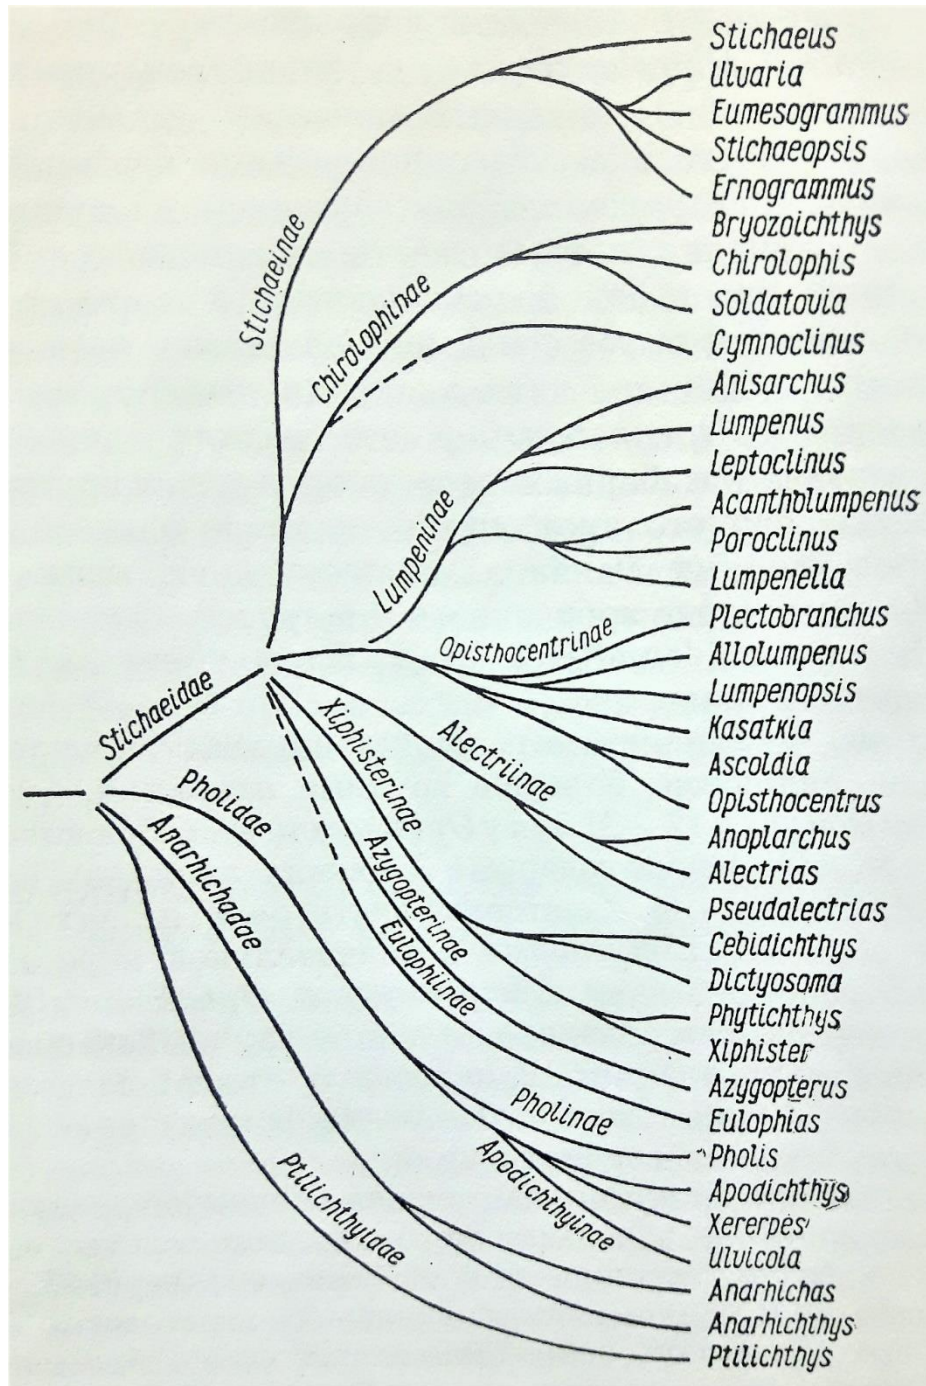 Stichaeus
Ulvaria
Eumesogrammus
Stichaeopsis
Ernogrammus
Bryozoichthys
Chirolophis
Soldatovia
Cymnoclinus
Anisarchus
Lumpenus
Leptoclinus
Acantholumpenus
Poroclinus
Lumpenella
Plectobranchus
Allolumpenus
Lumpenopsis
Kasatkia
Ascoldia
Opisthocentrus
Anoplarchus
Alectrias
Pseudalectrias
Cebidichthys
Dictyosoma
Phytichthys
Xiphister
Azygopterus
Eulophias
Pholis
Apodichthys
Xererpes
Ulvicola
Anarhichas
Anarhichthys
Ptilichthys
Stichaeinae
Chirolophinae
Lumpeninae
Opisthocentrinae
Alectriinae
Xiphisterinae
Azygopterinae
Eulophiinae
Stichaeidae
Pholidae
Anarhichadae
Ptilichthyidae
Pholinae
Apodichthyinae